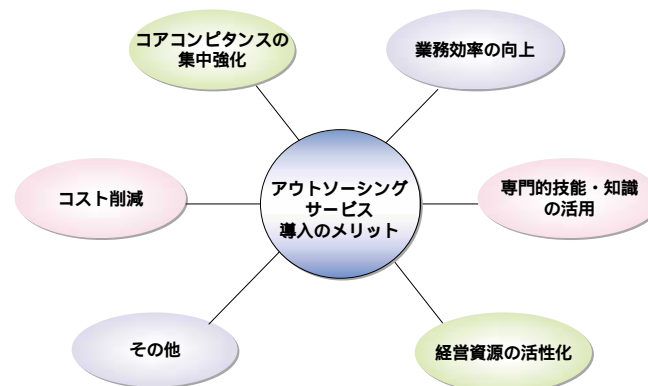 コアコンピタンスの
集中強化
業務効率の向上
コスト削減
アウトソーシング
サービス
導入のメリット
専門的技能・知識
の活用
その他
経営資源の活性化